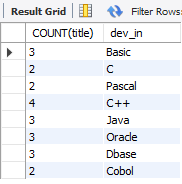 Result Grid Filter Rows:
COUNT(title) dev_in
3 Basic
2 C
2 Pascal
4 C++
3 Java
3 Oracle
3 Dbase
2 Cobol